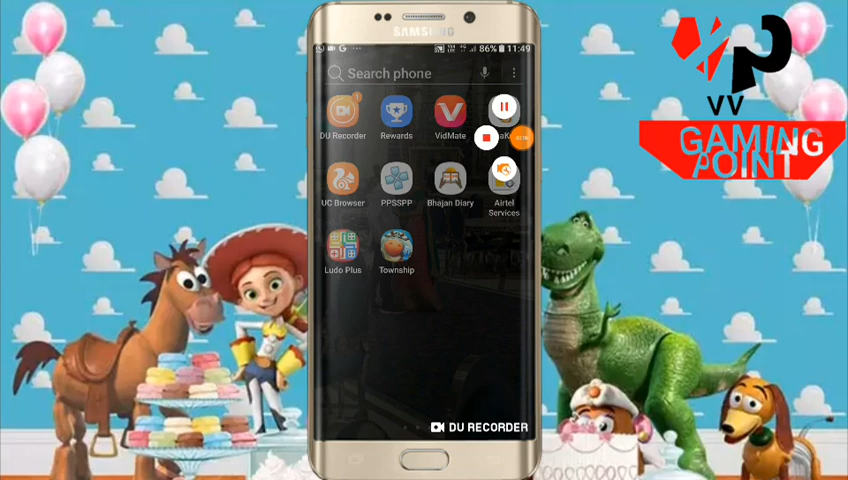 SAMSUNG
86% 11:49
Search phone
DU Recorder
Rewards
VidMate
UC Browser
PPSSPP
Bhajan Diary
Airtel
Services
Ludo Plus
Township
DU RECORDER
VV
GAMING
POINT